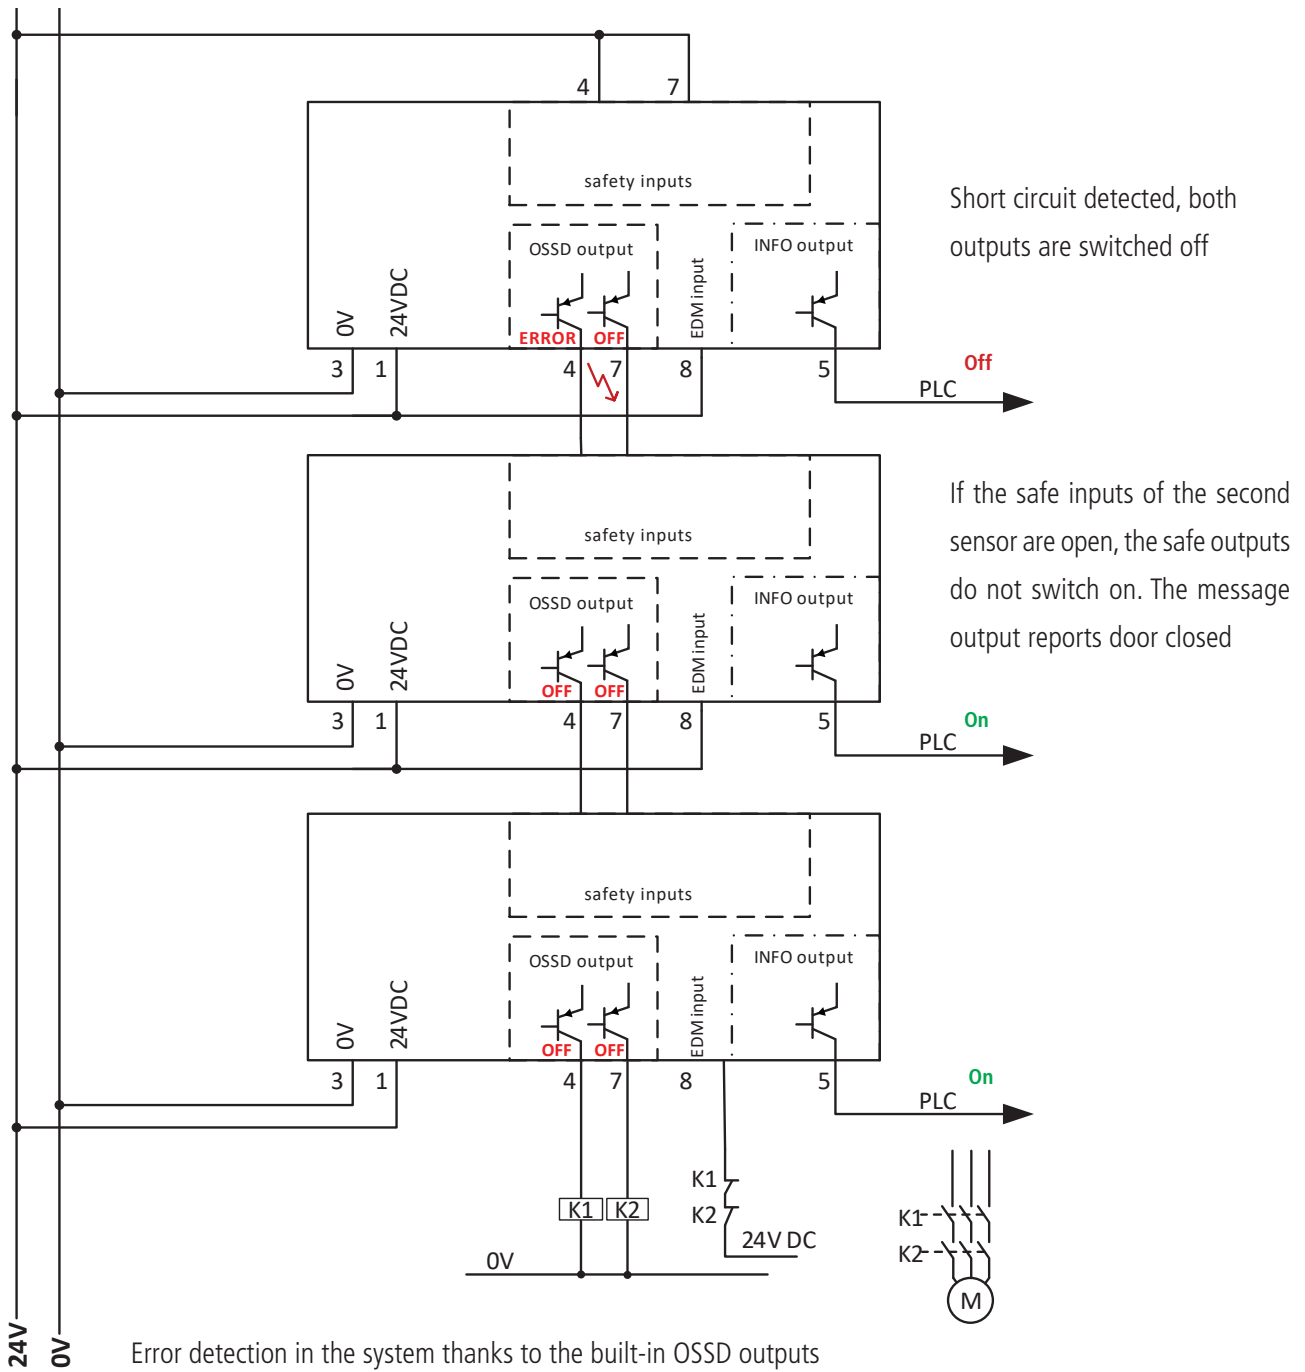 4 7
safety inputs
Short circuit detected, both
outputs are switched off
OSSD output
INFO output
0V
24VDC
EDM input
ERROR OFF
3 1 4 7 8 5
Off
PLC
If the safe inputs of the second
sensor are open, the safe outputs
do not switch on. The message
output reports door closed
safety inputs
OSSD output
INFO output
0V
24VDC
EDM input
OFF OFF
3 1 4 7 8 5
On
PLC
safety inputs
OSSD output
INFO output
0V
24VDC
EDM input
OFF OFF
3 1 4 7 8 5
On
PLC
K1
K2
K1 K2
24V DC
0V
K1
K2
M
24V
0V
Error detection in the system thanks to the built-in OSSD outputs